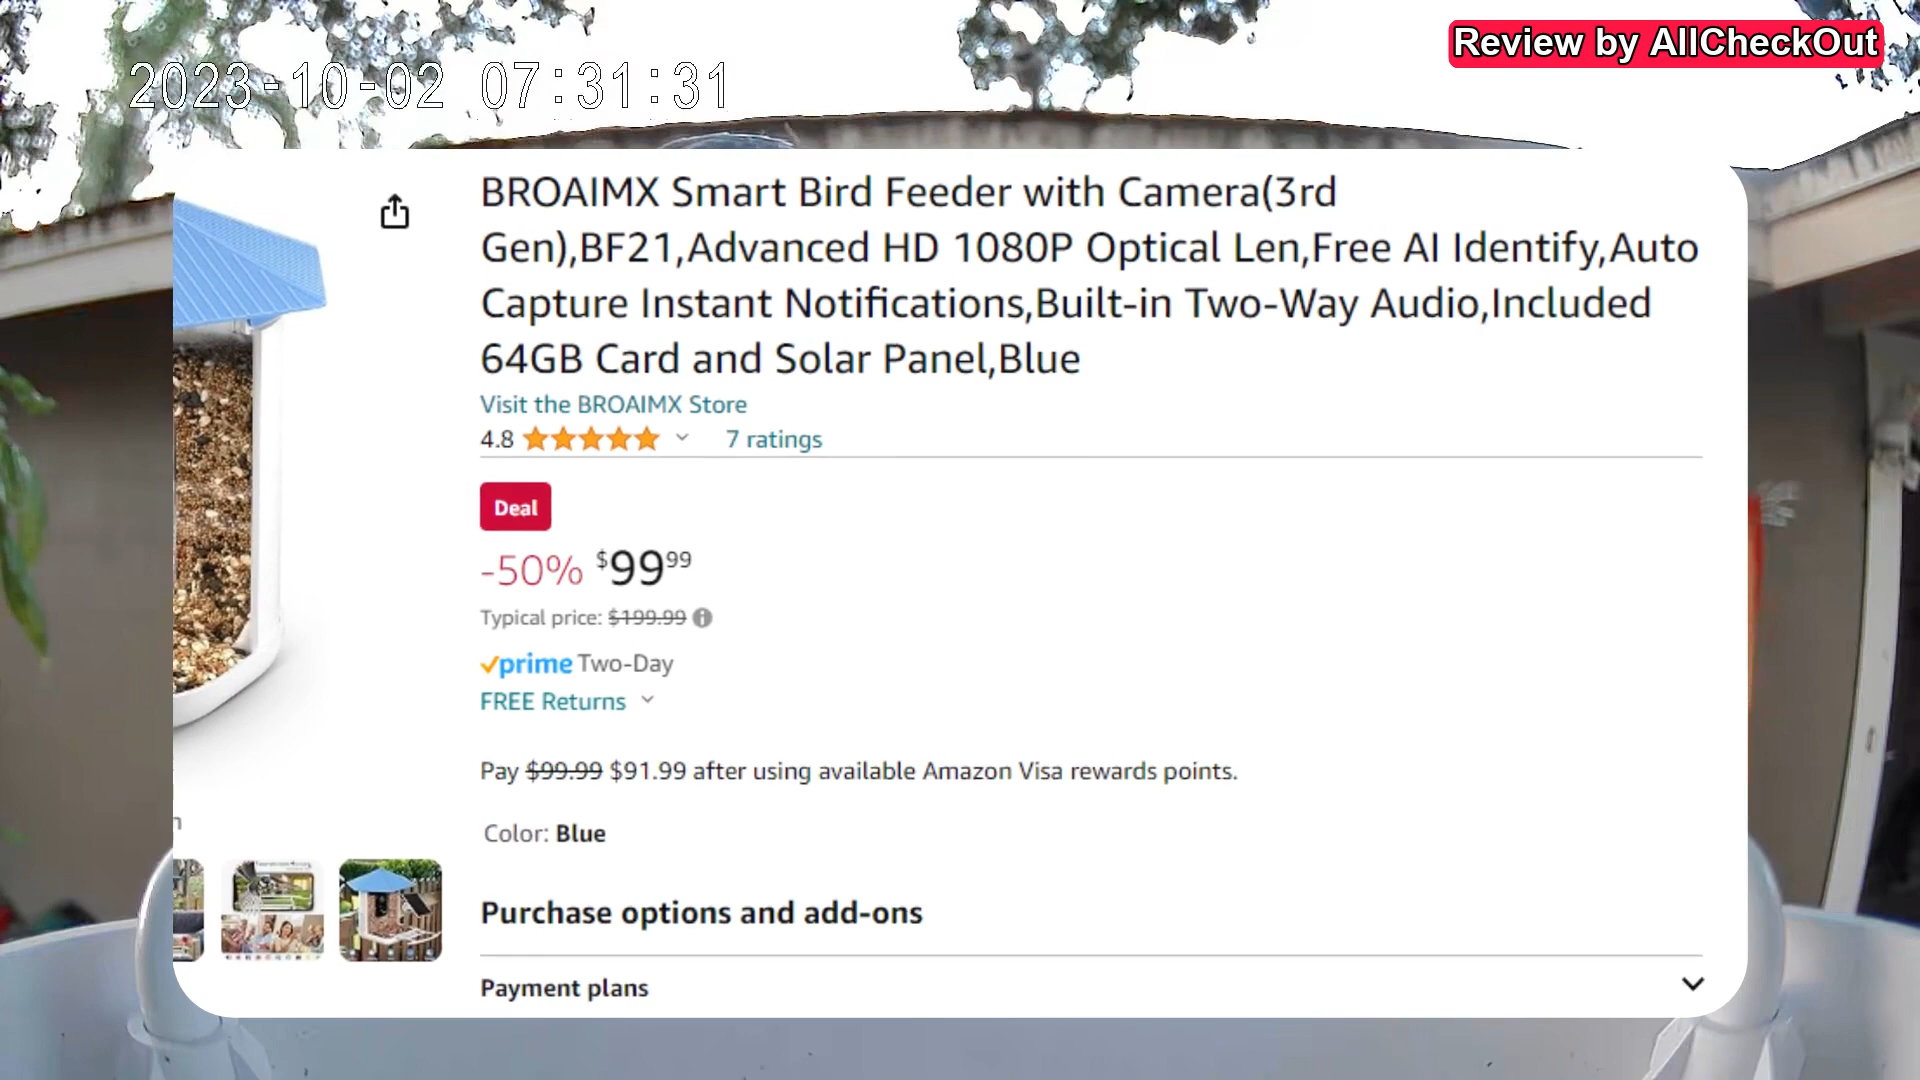 Review by AllCheckOut
2023-10-02 07:31:31
BROAIMX Smart Bird Feeder with Camera(3rd
Gen),BF21,Advanced HD 1080P Optical Len,Free AI Identify,Auto
Capture Instant Notifications,Built-in Two-Way Audio,Included
64GB Card and Solar Panel,Blue
Visit the BROAIMX Store
4.8 7 ratings
Deal
-50% $99.99
Typical price: $199.99
prime Two-Day
FREE Returns
Pay $99.99 $91.99 after using available Amazon Visa rewards points.
Color: Blue
Purchase options and add-ons
Payment plans